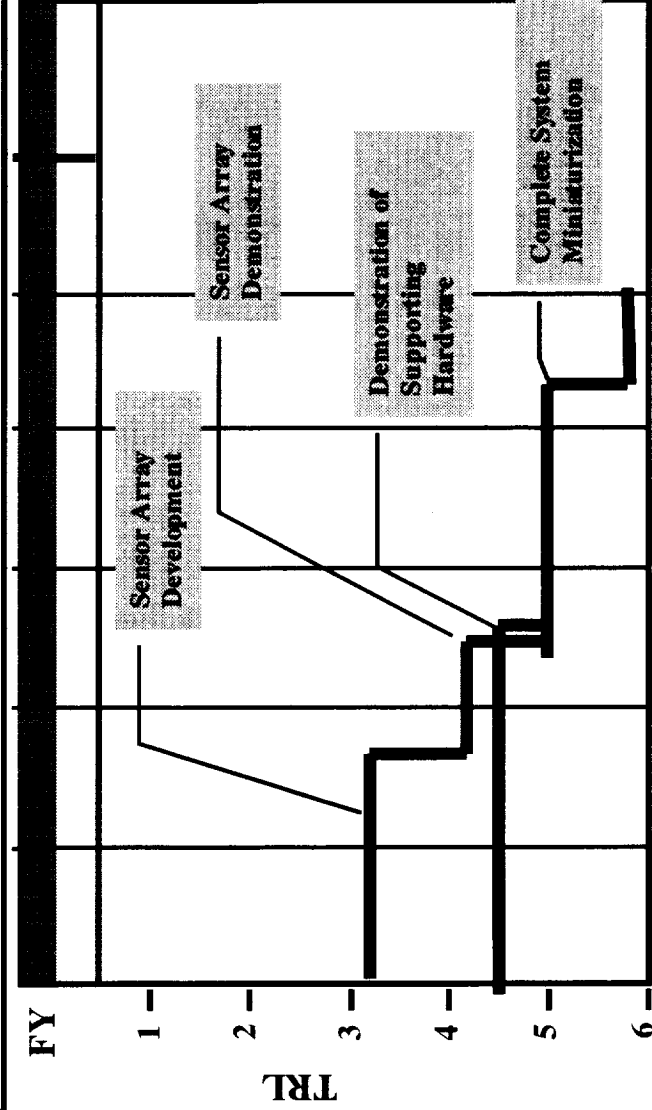 FY
TRL
1
2
3
4
5
6
Sensor Array
Development
Sensor Array
Demonstration
Demonstration of
Supporting
Hardware
Complete System
Miniaturization